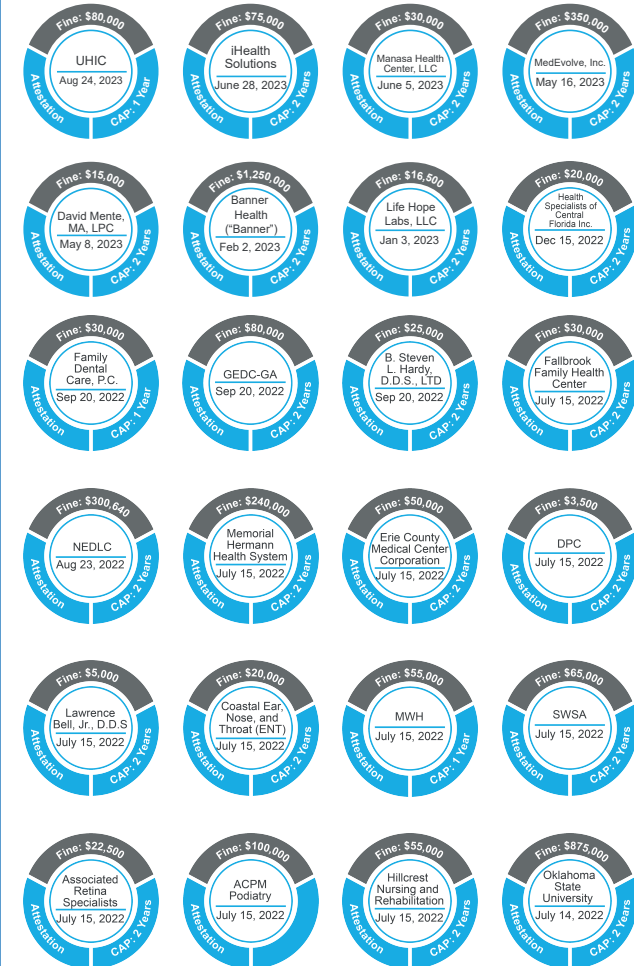 Fine: $80,000
UHIC
Aug 24, 2023
Attestation
CAP: 1 Year
Fine: $75,000
iHealth
Solutions
June 28, 2023
Attestation
CAP: 2 Years
Fine: $30,000
Manasa Health
Center, LLC
June 5, 2023
Attestation
CAP: 2 Years
Fine: $350,000
MedEvolve, Inc.
May 16, 2023
Attestation
CAP: 2 Years
Fine: $15,000
David Mente,
MA, LPC
May 8, 2023
Attestation
CAP: 2 Years
Fine: $1,250,000
Banner
Health
(“Banner”)
Feb 2, 2023
Attestation
CAP: 2 Years
Fine: $16,500
Life Hope
Labs, LLC
Jan 3, 2023
Attestation
CAP: 2 Years
Fine: $20,000
Health
Specialists of
Central
Florida Inc.
Dec 15, 2022
Attestation
CAP: 2 Years
Fine: $30,000
Family
Dental
Care, P.C.
Sep 20, 2022
Attestation
CAP: 1 Year
Fine: $80,000
GEDC-GA
Sep 20, 2022
Attestation
CAP: 2 Years
Fine: $25,000
B. Steven
L. Hardy,
D.D.S., LTD
Sep 20, 2022
Attestation
CAP: 2 Years
Fine: $30,000
Fallbrook
Family Health
Center
July 15, 2022
Attestation
CAP: 2 Years
Fine: $300,640
NEDLC
Aug 23, 2022
Attestation
CAP: 2 Years
Fine: $240,000
Memorial
Hermann
Health System
July 15, 2022
Attestation
CAP: 2 Years
Fine: $50,000
Erie County
Medical Center
Corporation
July 15, 2022
Attestation
CAP: 2 Years
Fine: $3,500
DPC
July 15, 2022
Attestation
CAP: 2 Years
Fine: $5,000
Lawrence
Bell, Jr., D.D.S
July 15, 2022
Attestation
CAP: 2 Years
Fine: $20,000
Coastal Ear,
Nose, and
Throat (ENT)
July 15, 2022
Attestation
CAP: 2 Years
Fine: $55,000
MWH
July 15, 2022
Attestation
CAP: 1 Year
Fine: $65,000
SWSA
July 15, 2022
Attestation
CAP: 2 Years
Fine: $22,500
Associated
Retina
Specialists
July 15, 2022
Attestation
CAP: 2 Years
Fine: $100,000
ACPM
Podiatry
July 15, 2022
Attestation
Fine: $55,000
Hillcrest
Nursing and
Rehabilitation
July 15, 2022
Attestation
CAP: 2 Years
Fine: $875,000
Oklahoma
State
University
July 14, 2022
Attestation
CAP: 2 Years